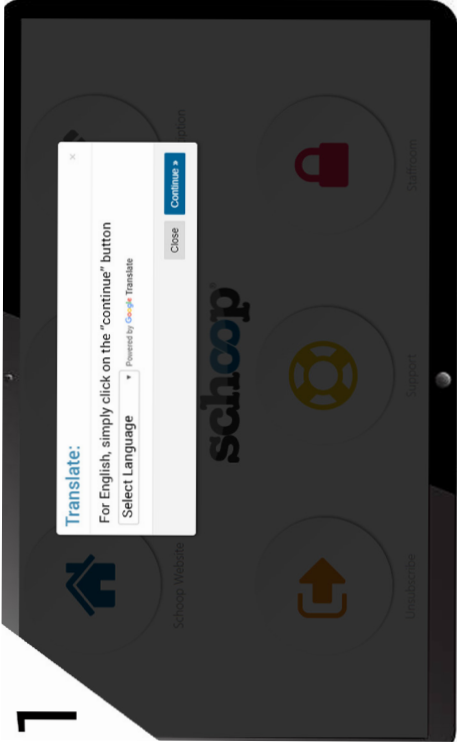 1
Translate:
×
For English, simply click on the "continue" button
Select Language
Powered by Google Translate
Close
Continue »
schoop
Schoop Website
Unsubscribe
Support
Staffroom